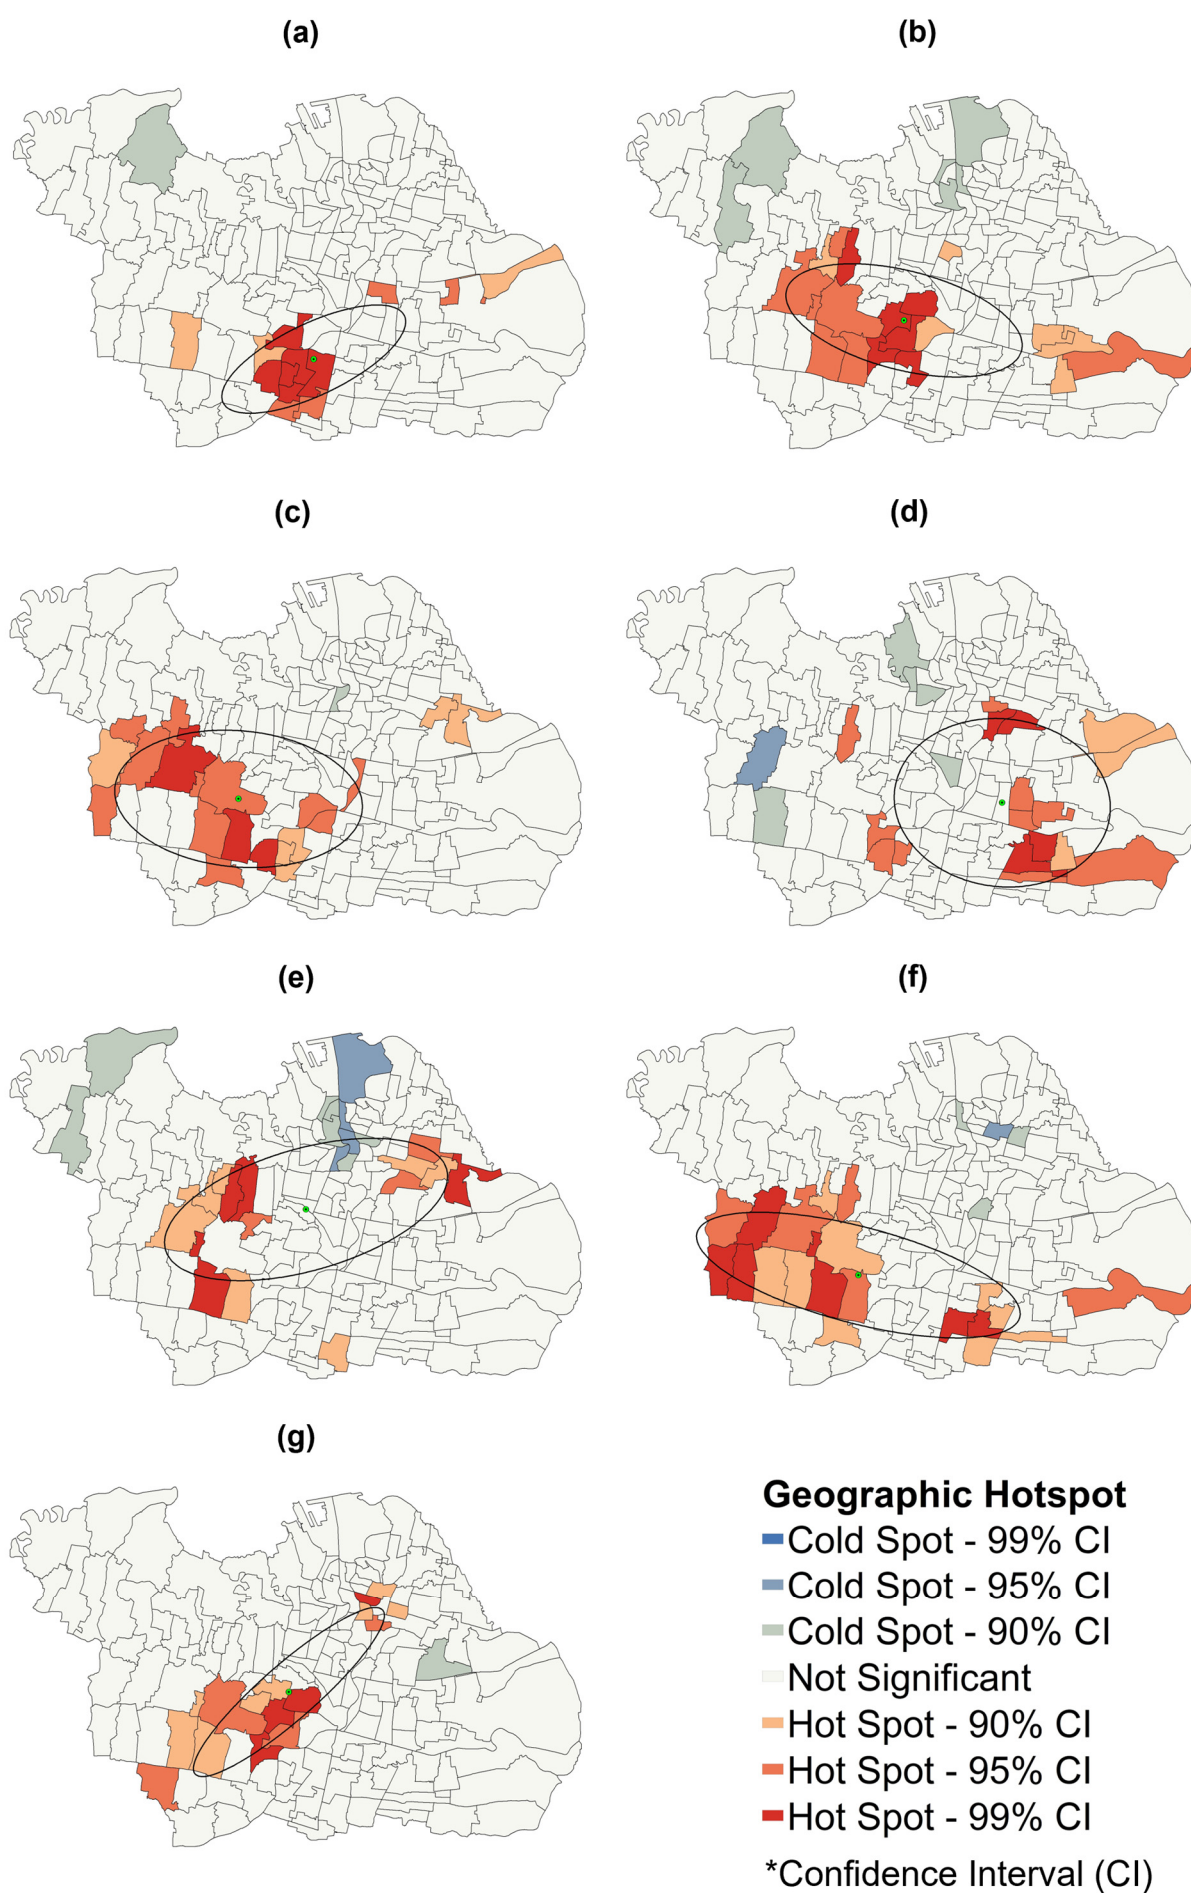 (a)
(b)
(c)
(d)
(e)
(f)
(g)
Geographic Hotspot
Cold Spot - 99% CI
Cold Spot - 95% CI
Cold Spot - 90% CI
Not Significant
Hot Spot - 90% CI
Hot Spot - 95% CI
Hot Spot - 99% CI
*Confidence Interval (CI)